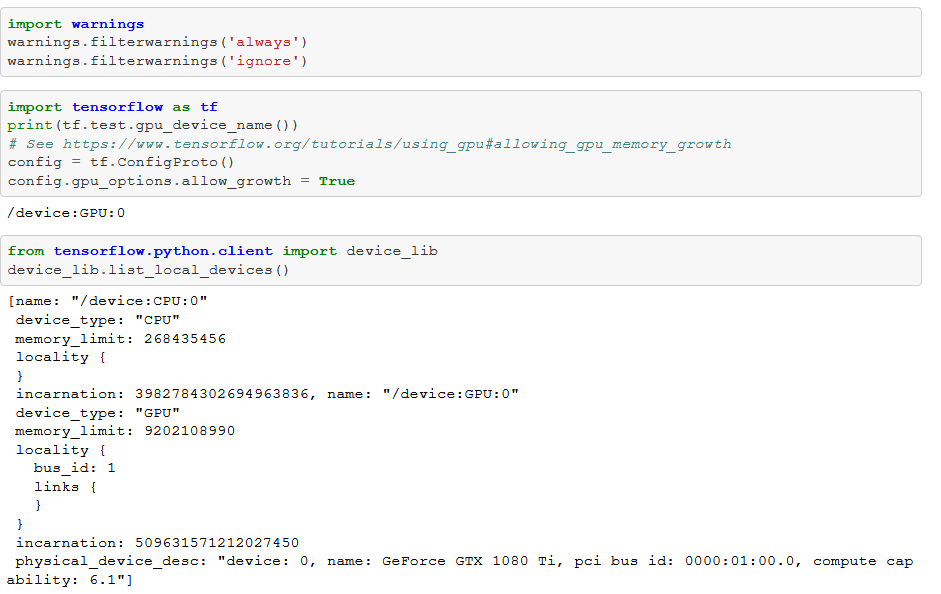 import warnings
warnings.filterwarnings('always')
warnings.filterwarnings('ignore')
import tensorflow as tf
print(tf.test.gpu_device_name())
# See https://www.tensorflow.org/tutorials/using_gpu#allowing_gpu_memory_growth
config = tf.ConfigProto()
config.gpu_options.allow_growth = True
/device:GPU:0
from tensorflow.python.client import device_lib
device_lib.list_local_devices()
[name: "/device:CPU:0"
 device_type: "CPU"
 memory_limit: 268435456
 locality {
 }
 incarnation: 3982784302694963836, name: "/device:GPU:0"
 device_type: "GPU"
 memory_limit: 9202108990
 locality {
   bus_id: 1
   links {
   }
 }
 incarnation: 509631571212027450
 physical_device_desc: "device: 0, name: GeForce GTX 1080 Ti, pci bus id: 0000:01:00.0, compute cap
ability: 6.1"]